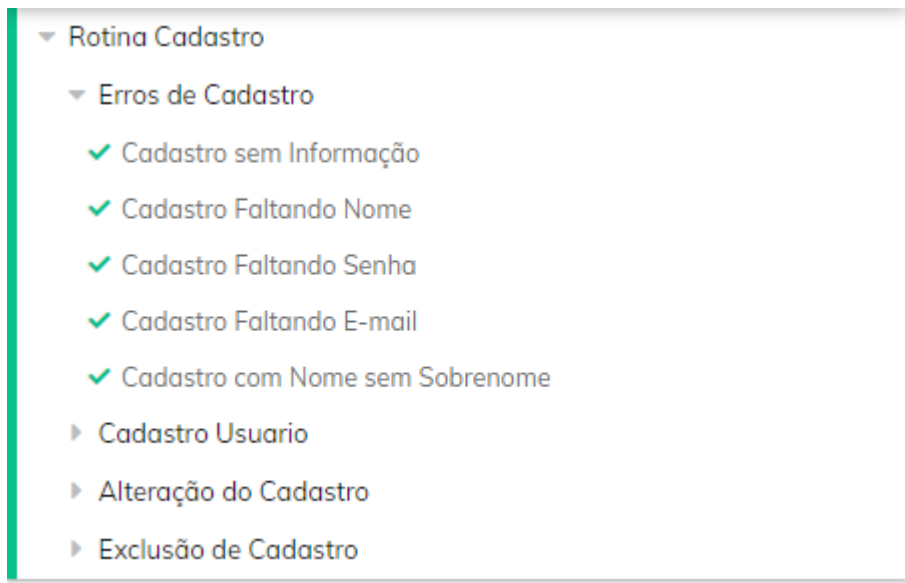 Rotina Cadastro
Erros de Cadastro
Cadastro sem Informação
Cadastro Faltando Nome
Cadastro Faltando Senha
Cadastro Faltando E-mail
Cadastro com Nome sem Sobrenome
Cadastro Usuario
Alteração do Cadastro
Exclusão de Cadastro